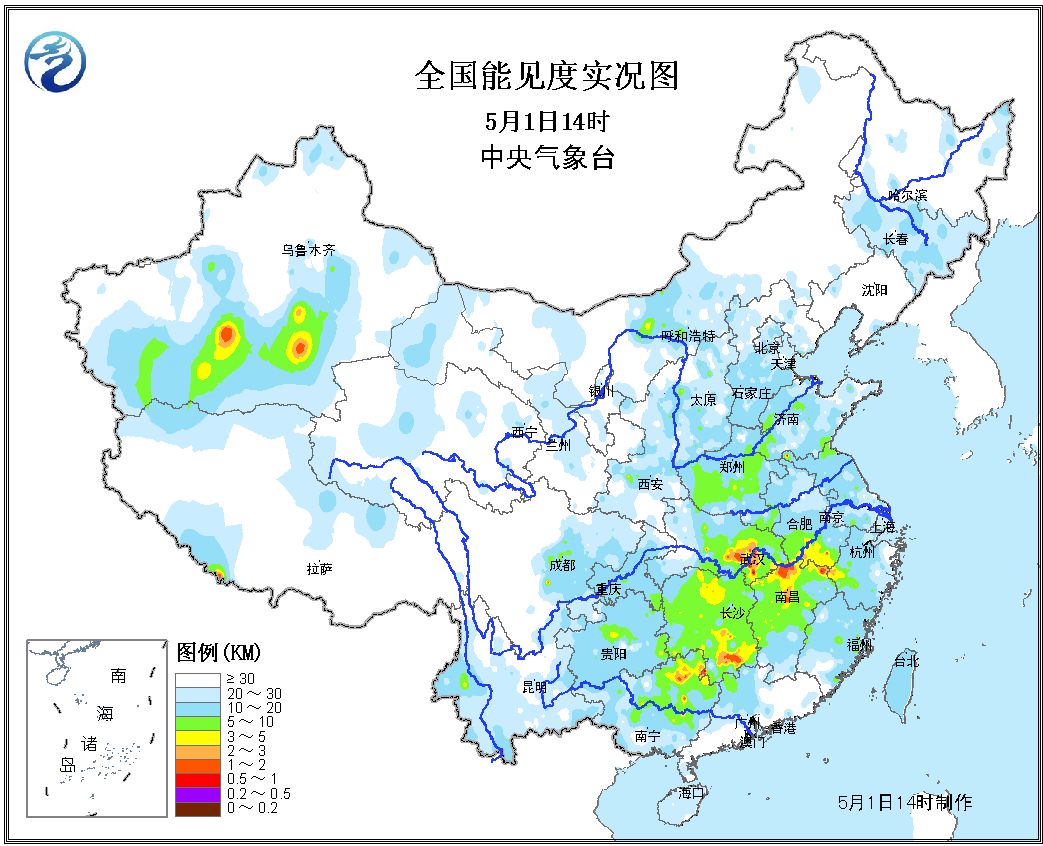 全国能见度实况图
5月1日14时
中央气象台
哈尔滨
长春
乌鲁木齐
沈阳
呼和浩特
北京
天津
银川
太原
石家庄
济南
西宁
兰州
郑州
西安
合肥
南京
上海
成都
武汉
杭州
拉萨
重庆
南昌
长沙
贵阳
福州
台北
昆明
广州
香港
澳门
南宁
海口
南
海
诸
岛
图例(KM)
≥30
20～30
10～20
5～10
3～5
2～3
1～2
0.5～1
0.2～0.5
0～0.2
5月1日14时制作